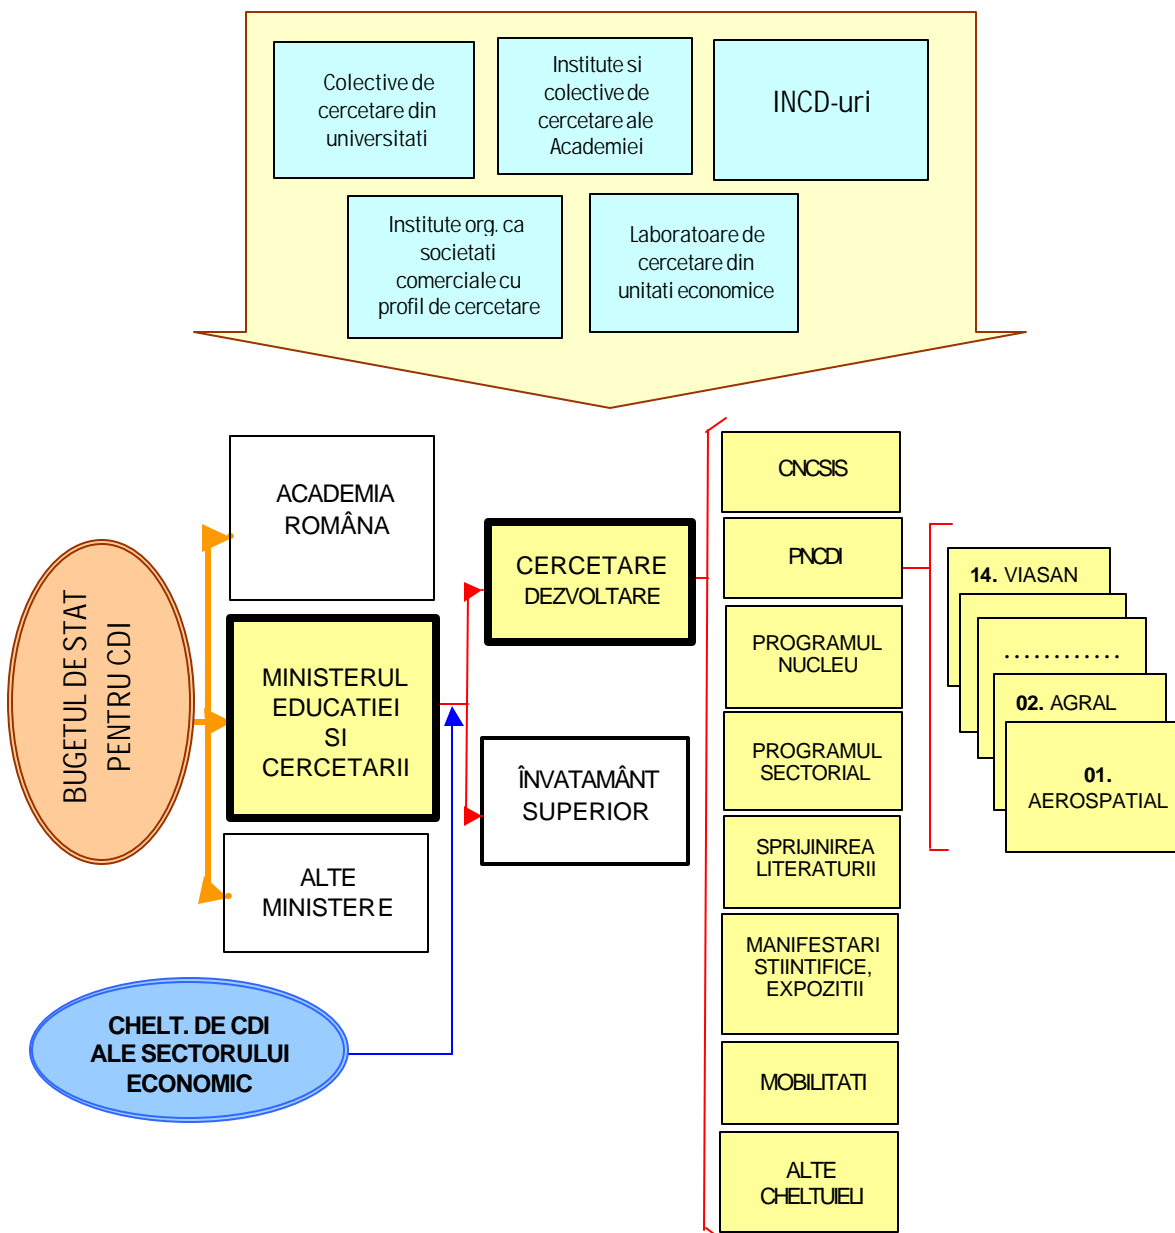 Colective de
cercetare din
universitati
Institute si
colective de
cercetare ale
Academiei
INCD-uri
Institute org. ca
societati
comerciale cu
profil de cercetare
Laboratoare de
cercetare din
unitati economice
BUGETUL DE STAT
PENTRU CDI
ACADEMIA
ROMÂNA
MINISTERUL
EDUCATIEI
SI
CERCETARII
ALTE
MINISTERE
CHELT. DE CDI
ALE SECTORULUI
ECONOMIC
CERCETARE
DEZVOLTARE
ÎNVATAMÂNT
SUPERIOR
CNCSIS
PNCDI
PROGRAMUL
NUCLEU
PROGRAMUL
SECTORIAL
SPRIJINIREA
LITERATURII
MANIFESTARI
STIINTIFICE,
EXPOZITII
MOBILITATI
ALTE
CHELTUIELI
14. VIASAN
............
02. AGRAL
01.
AEROSPATIAL